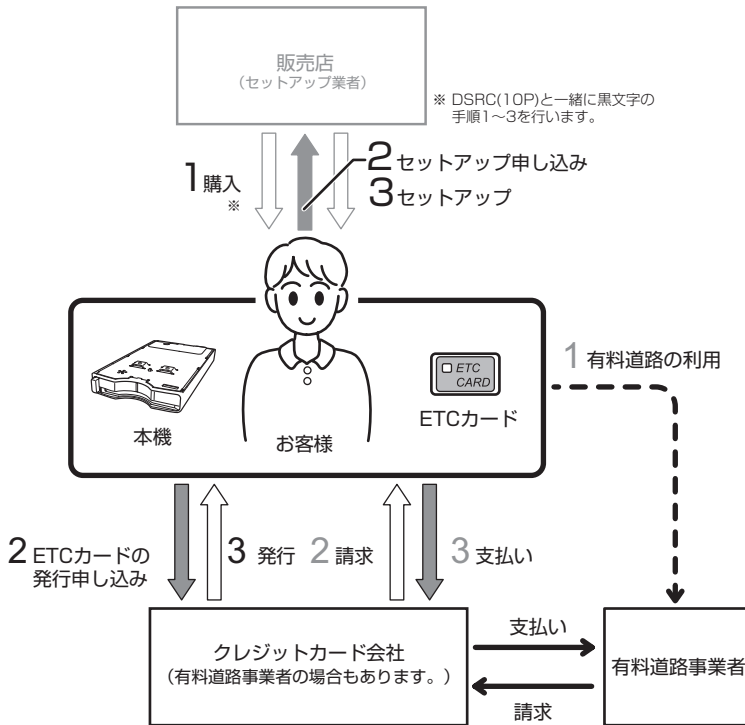 販売店
(セットアップ業者)
※ DSRC(10P)と一緒に黒文字の
手順1~3を行います。
1 購入
※
2 セットアップ申し込み
3 セットアップ
本機
お客様
ETC
CARD
ETCカード
1 有料道路の利用
2 ETCカードの
発行申し込み
3 発行
2 請求
3 支払い
クレジットカード会社
(有料道路事業者の場合もあります。)
支払い
請求
有料道路事業者